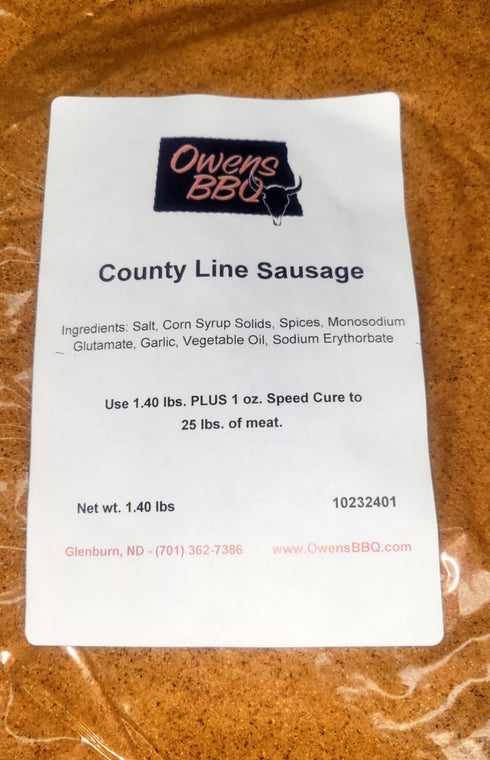 Owens
BBQ
County Line Sausage
Ingredients: Salt, Corn Syrup Solids, Spices, Monosodium
Glutamate, Garlic, Vegetable Oil, Sodium Erythorbate
Use 1.40 lbs. PLUS 1 oz. Speed Cure to
25 lbs. of meat.
Net wt. 1.40 lbs 10232401
Glenburn, ND - (701) 362-7386 www.OwensBBQ.com